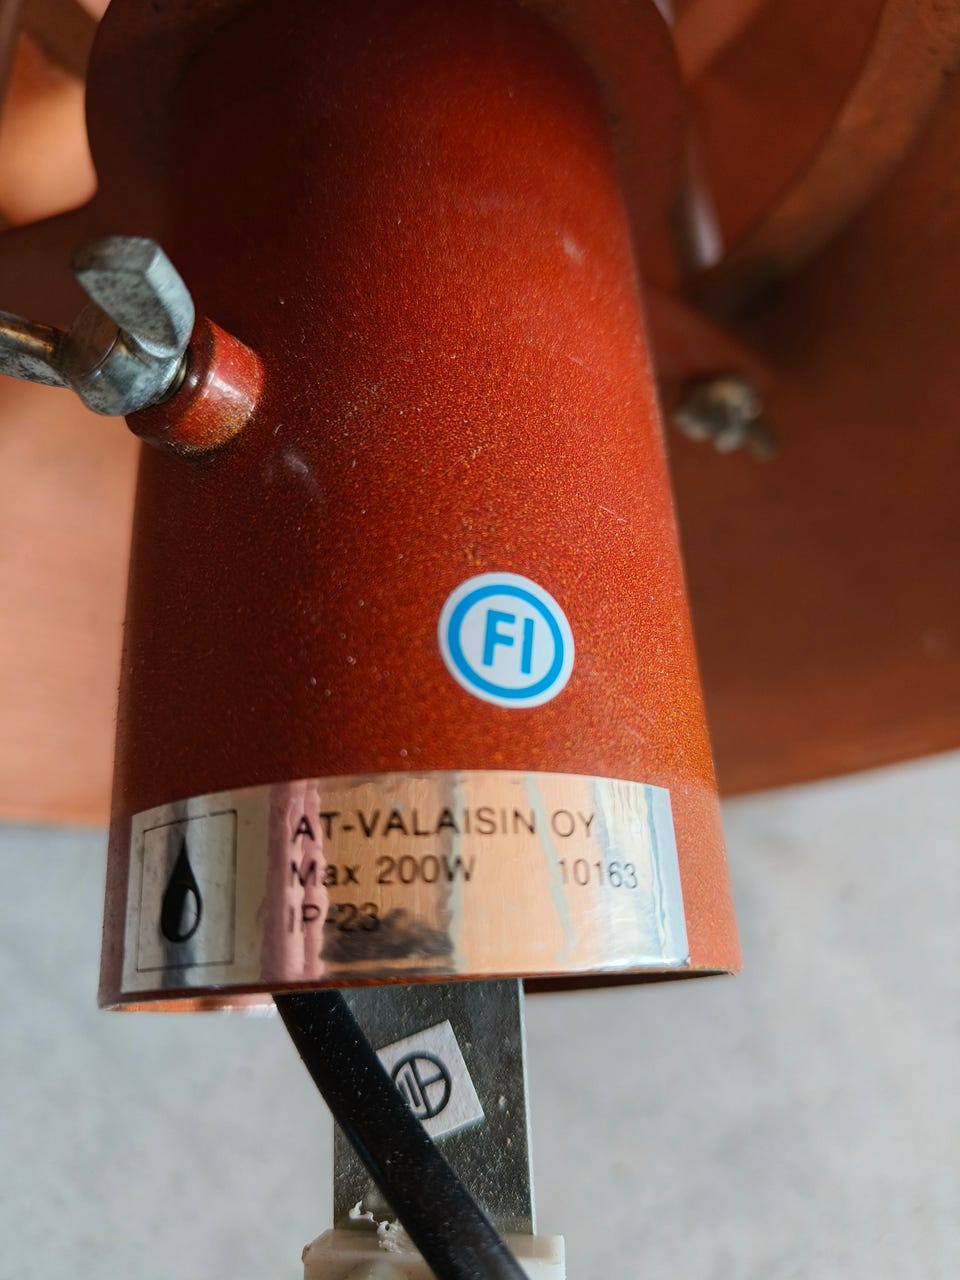 FI
AT-VALAISIN OY
Max 200W 10163
IP-23